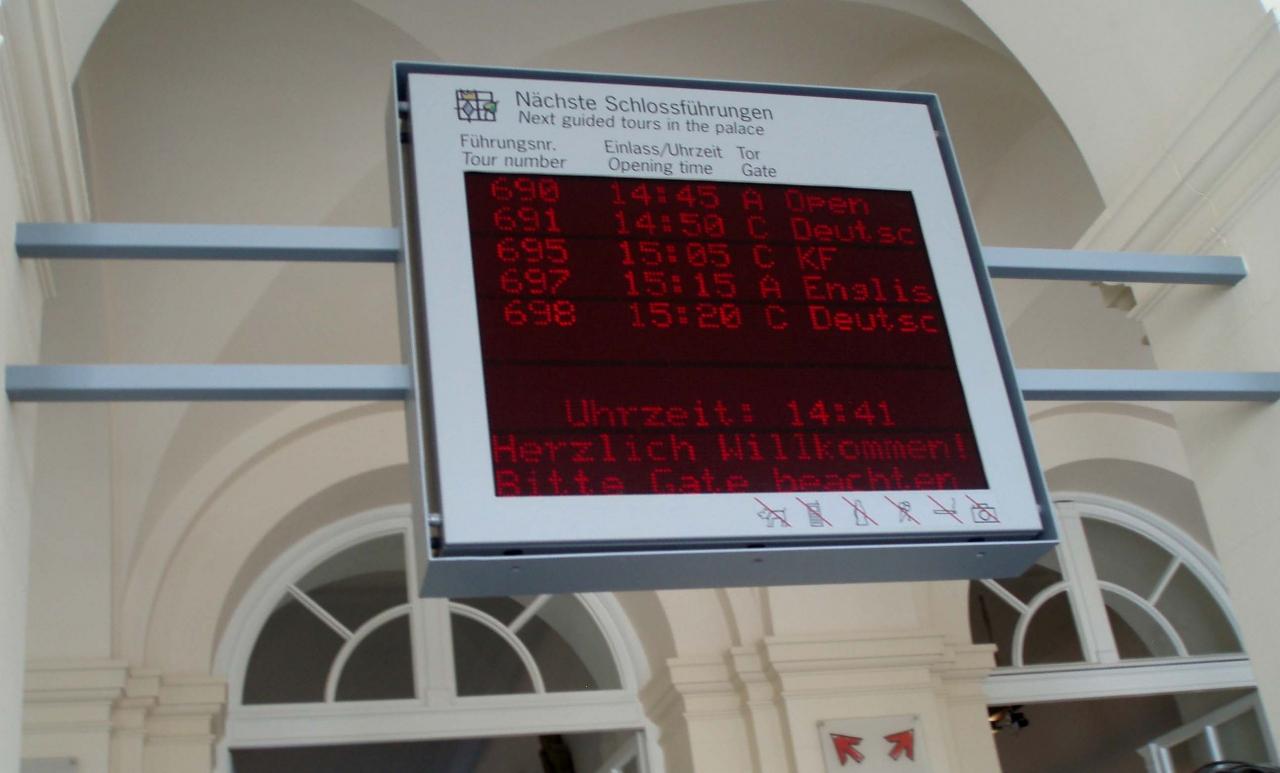 Nächste Schlossführungen
Next guided tours in the palace
Führungsnr. Einlass/Uhrzeit Tor
Tour number Opening time Gate
690 14:45 A Open
691 14:50 C Deutsc
695 15:05 C KF
697 15:15 A Englis
698 15:20 C Deutsc
Uhrzeit: 14:41
Herzlich Willkommen!
Bitte Gate beachten